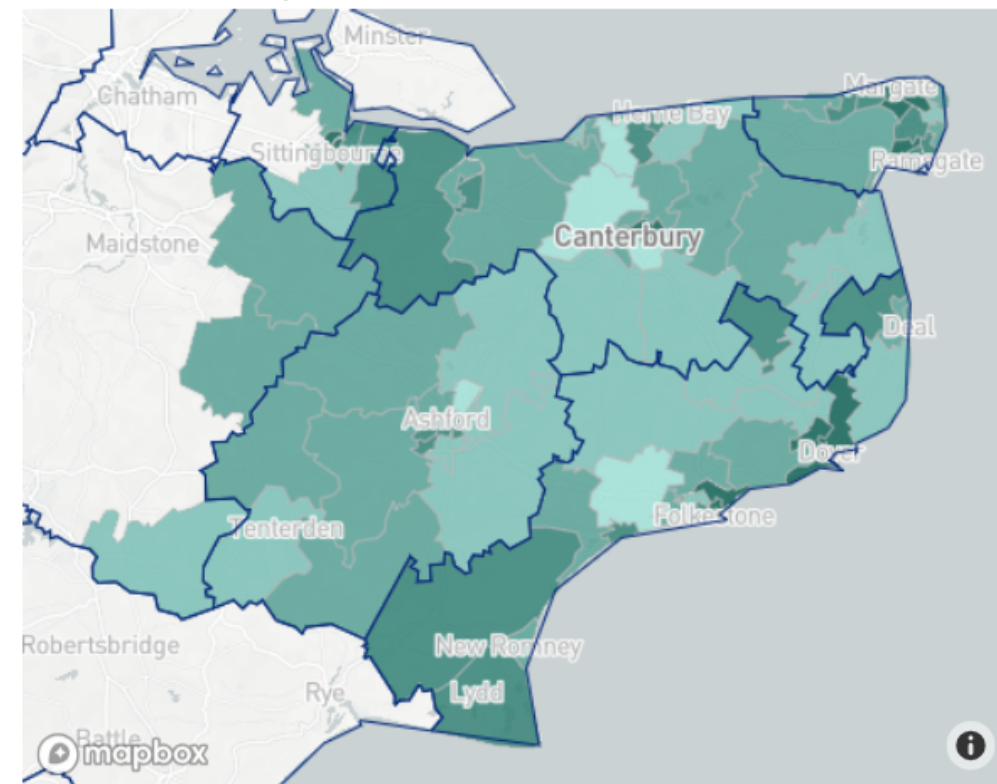 Minster
Chatham
Margate
Herne Bay
Sittingbourne
Ramsgate
Maidstone
Canterbury
Deal
Ashford
Dover
Folkestone
Tenterden
Robertsbridge
New Romney
Rye
Lydd
Battle
mapbox
i